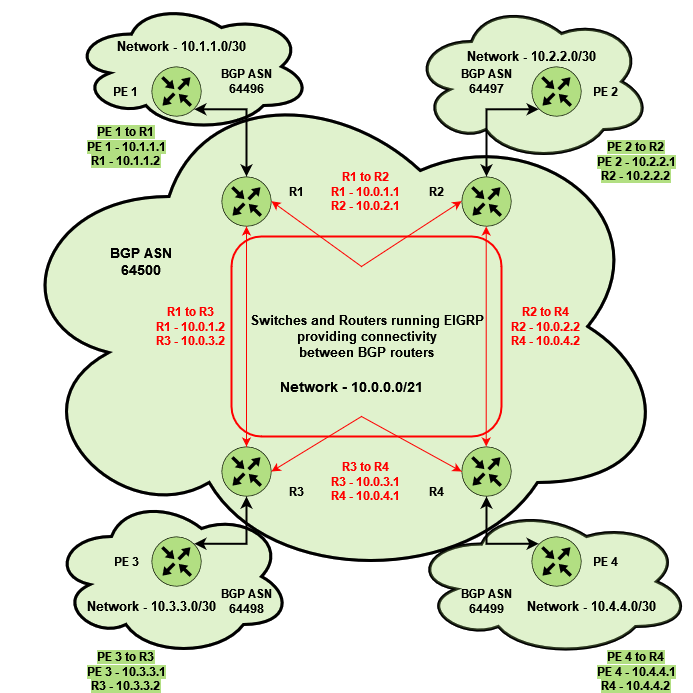 Network - 10.1.1.0/30
PE 1
BGP ASN
64496
Network - 10.2.2.0/30
BGP ASN
64497
PE 2
PE 1 to R1
PE 1 - 10.1.1.1
R1 - 10.1.1.2
PE 2 to R2
PE 2 - 10.2.2.1
R2 - 10.2.2.2
R1
R1 to R2
R1 - 10.0.1.1
R2 - 10.0.2.1
R2
BGP ASN
64500
R1 to R3
R1 - 10.0.1.2
R3 - 10.0.3.2
Switches and Routers running EIGRP
providing connectivity
between BGP routers
Network - 10.0.0.0/21
R2 to R4
R2 - 10.0.2.2
R4 - 10.0.4.2
R3
R3 to R4
R3 - 10.0.3.1
R4 - 10.0.4.1
R4
PE 3
Network - 10.3.3.0/30
BGP ASN
64498
PE 4
BGP ASN
64499
Network - 10.4.4.0/30
PE 3 to R3
PE 3 - 10.3.3.1
R3 - 10.3.3.2
PE 4 to R4
PE 4 - 10.4.4.1
R4 - 10.4.4.2